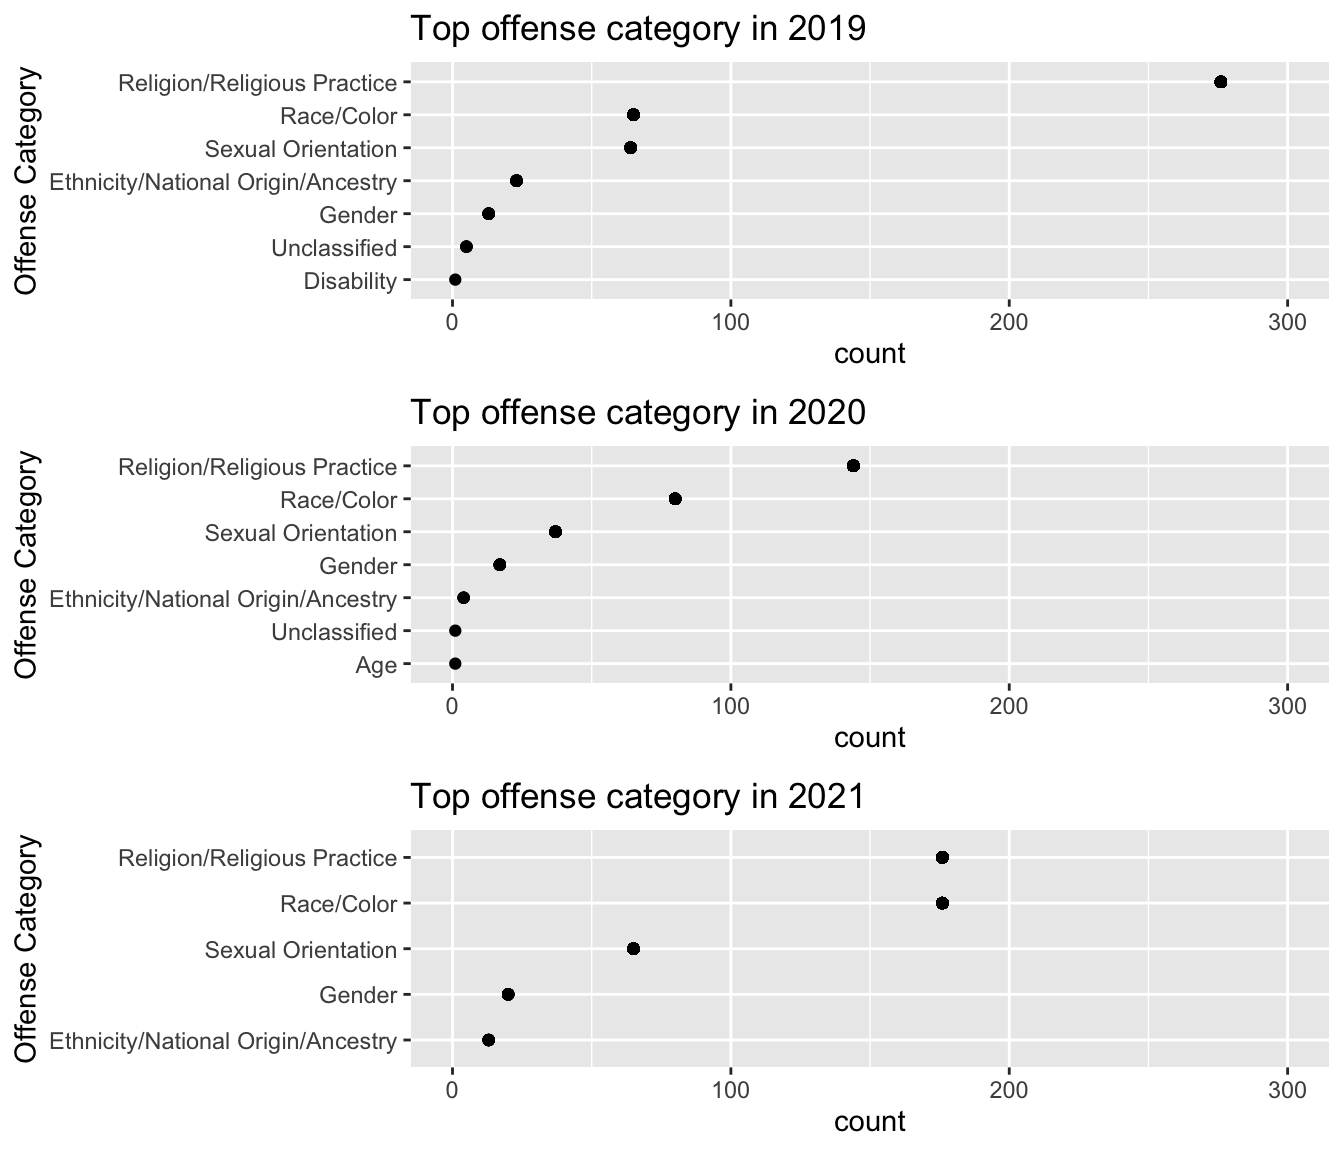 Top offense category in 2019
Offense Category
Religion/Religious Practice
Race/Color
Sexual Orientation
Ethnicity/National Origin/Ancestry
Gender
Unclassified
Disability
0 100 200 300
count
Top offense category in 2020
Offense Category
Religion/Religious Practice
Race/Color
Sexual Orientation
Gender
Ethnicity/National Origin/Ancestry
Unclassified
Age
0 100 200 300
count
Top offense category in 2021
Offense Category
Religion/Religious Practice
Race/Color
Sexual Orientation
Gender
Ethnicity/National Origin/Ancestry
0 100 200 300
count